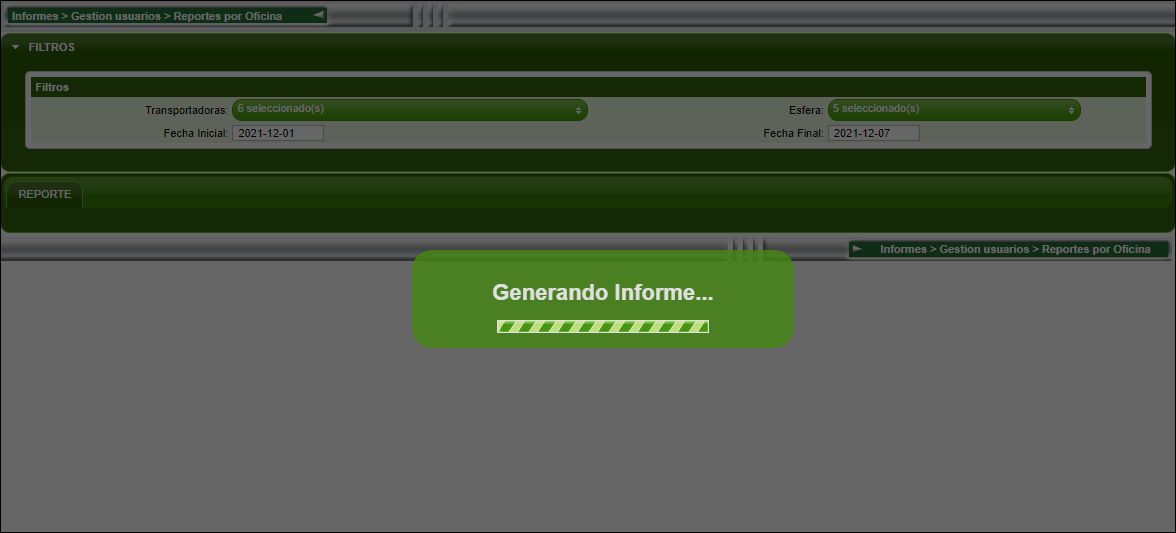 Informes > Gestion usuarios > Reportes por Oficina
FILTROS
Filtros
Transportadoras: 6 seleccionado(s) Esfera: 5 seleccionado(s)
Fecha Inicial: 2021-12-01 Fecha Final: 2021-12-07
REPORTE
Informes > Gestion usuarios > Reportes por Oficina
Generando Informe...